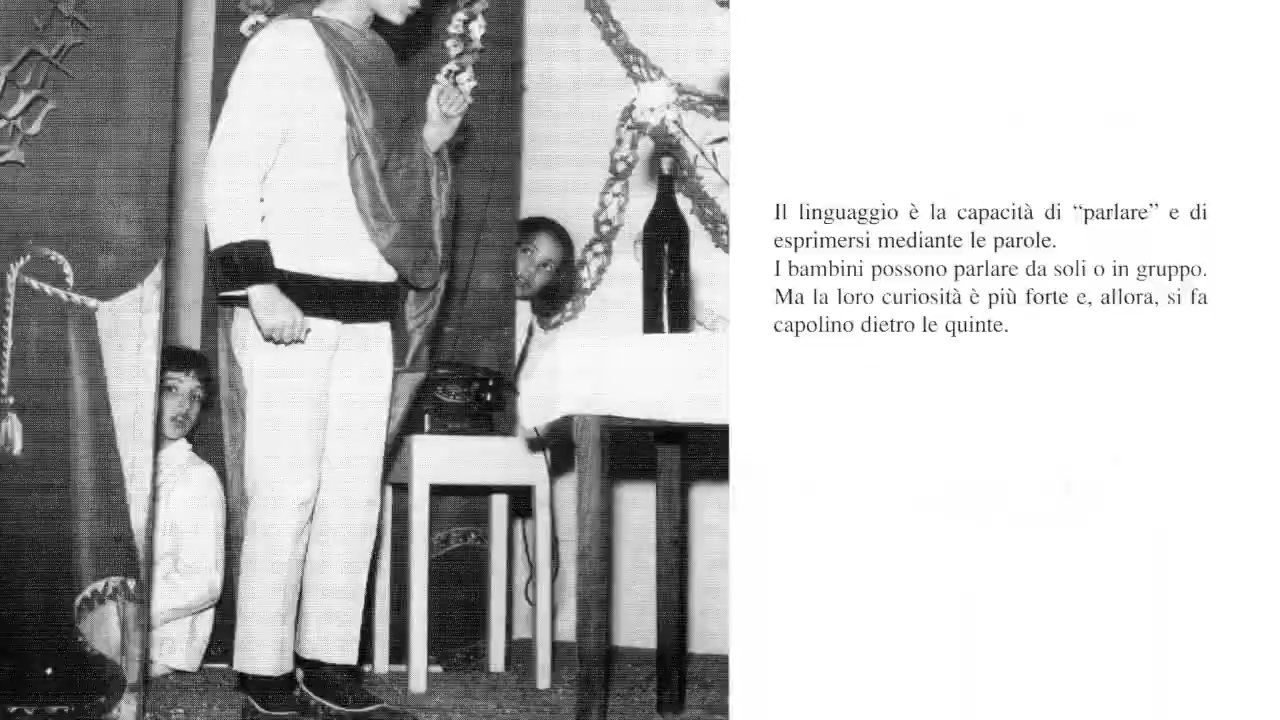 Il linguaggio è la capacità di “parlare” e di
esprimersi mediante le parole.
I bambini possono parlare da soli o in gruppo.
Ma la loro curiosità è più forte e, allora, si fa
capolino dietro le quinte.